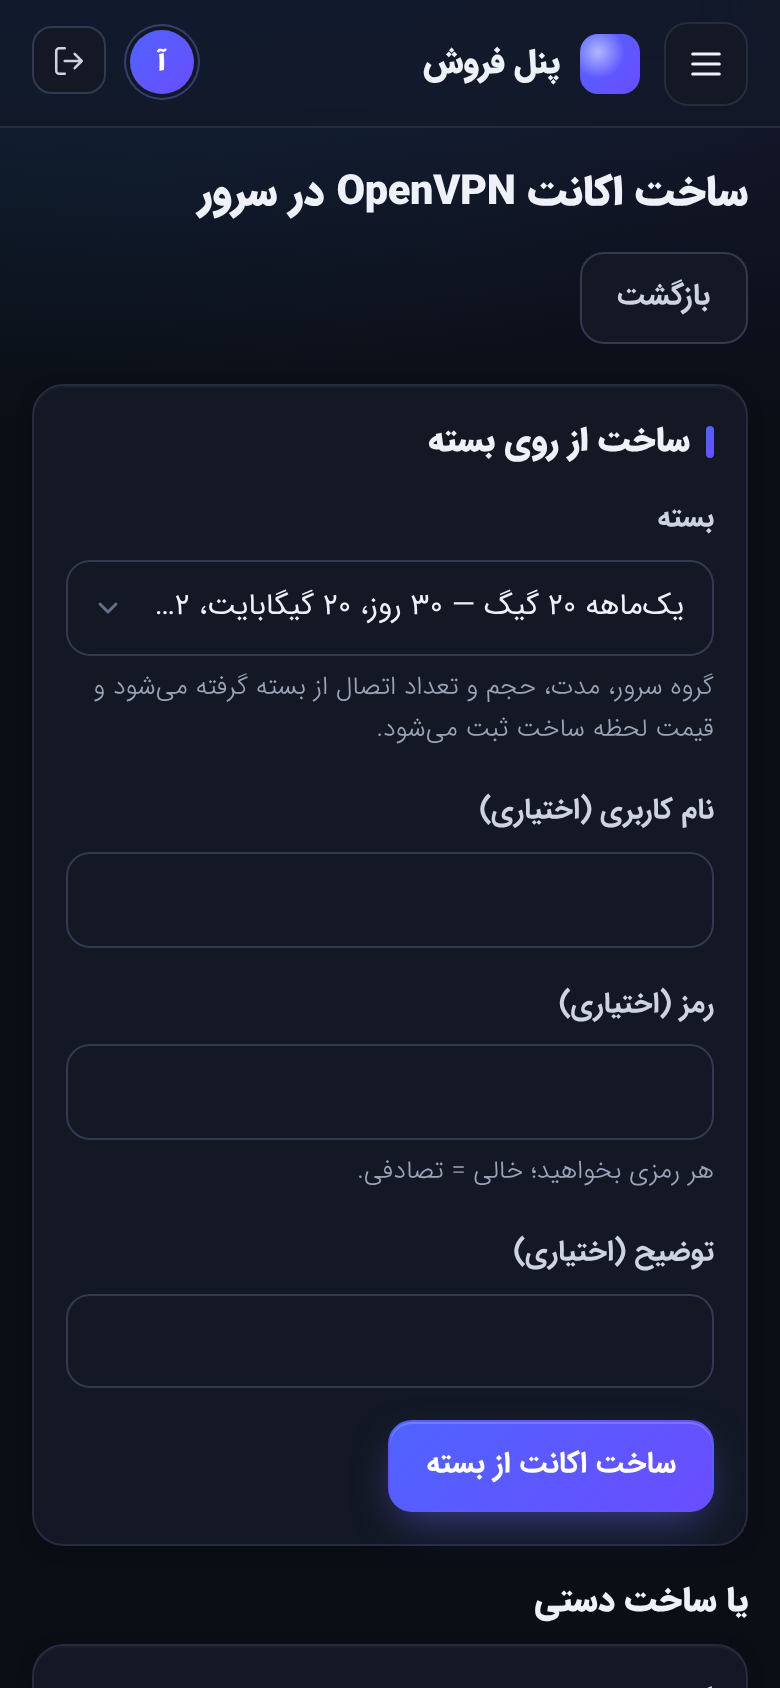 پنل فروش
آ
ساخت اکانت OpenVPN در سرور
بازگشت
ساخت از روی بسته
بسته
یک‌ماهه ۲۰ گیگ — ۳۰ روز، ۲۰ گیگابایت، ۲...
گروه سرور، مدت، حجم و تعداد اتصال از بسته گرفته می‌شود و
قیمت لحظه ساخت ثبت می‌شود.
نام کاربری (اختیاری)
رمز (اختیاری)
هر رمزی بخواهید؛ خالی = تصادفی.
توضیح (اختیاری)
ساخت اکانت از بسته
یا ساخت دستی